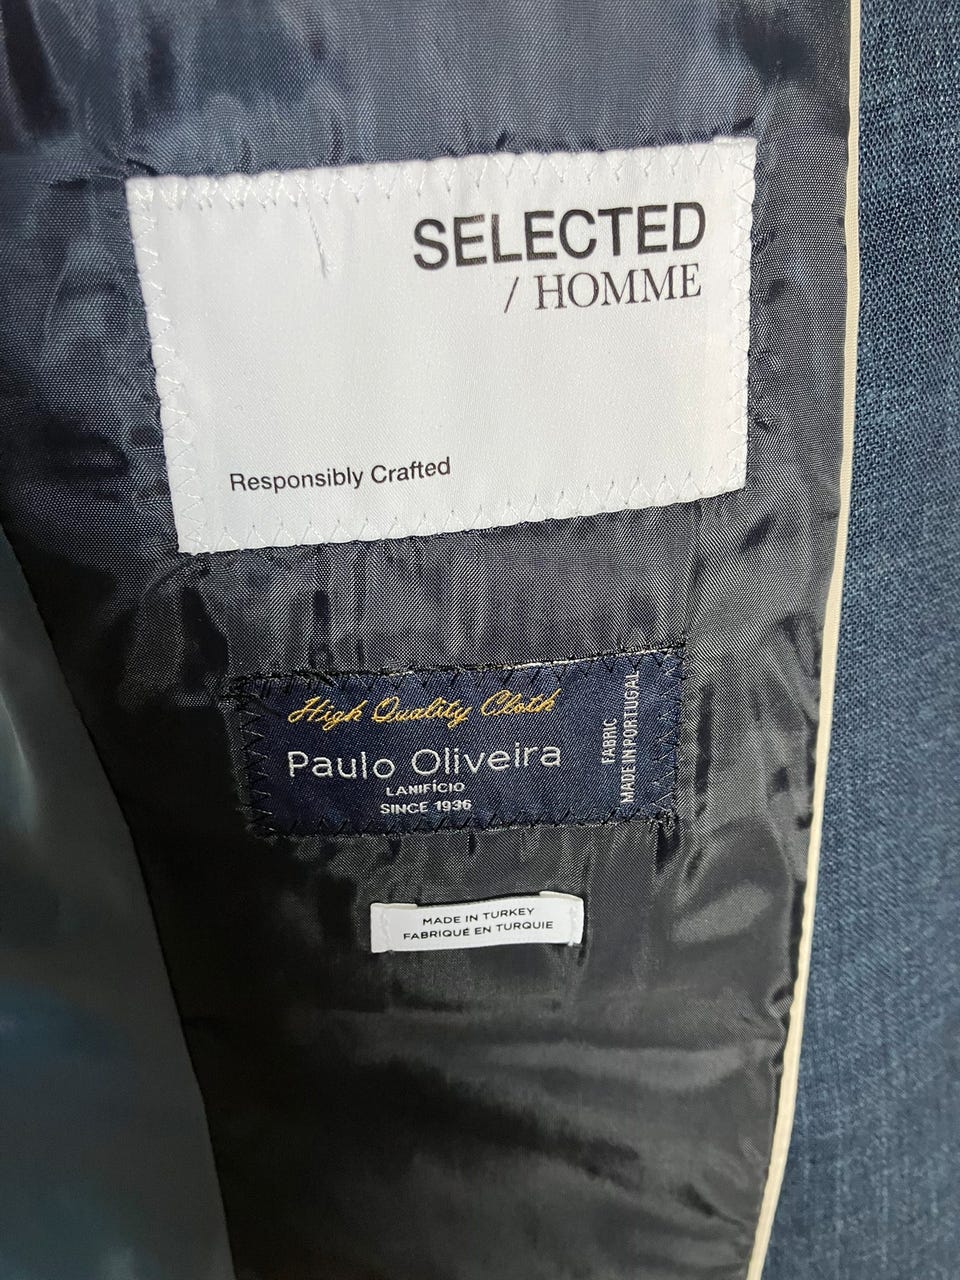 SELECTED
/ HOMME
Responsibly Crafted
High Quality Cloth
Paulo Oliveira
LANIFÍCIO
SINCE 1936
FABRIC
MADE IN PORTUGAL
MADE IN TURKEY
FABRIQUÉ EN TURQUIE